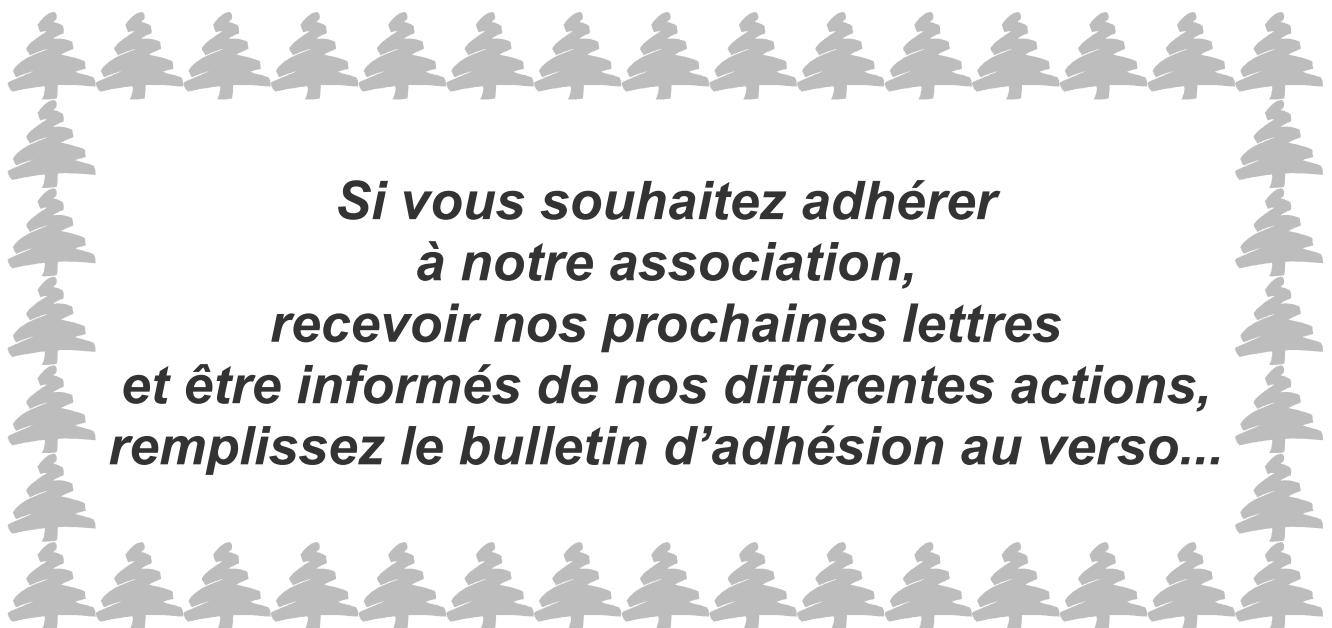 Si vous souhaitez adhérer
à notre association,
recevoir nos prochaines lettres
et être informés de nos différentes actions,
remplissez le bulletin d’adhésion au verso...